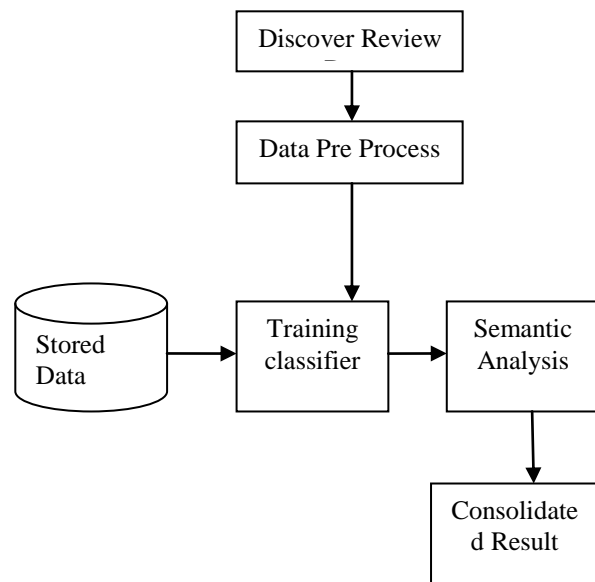 Discover Review
Data Pre Process
Stored
Data
Training
classifier
Semantic
Analysis
Consolidate
d Result